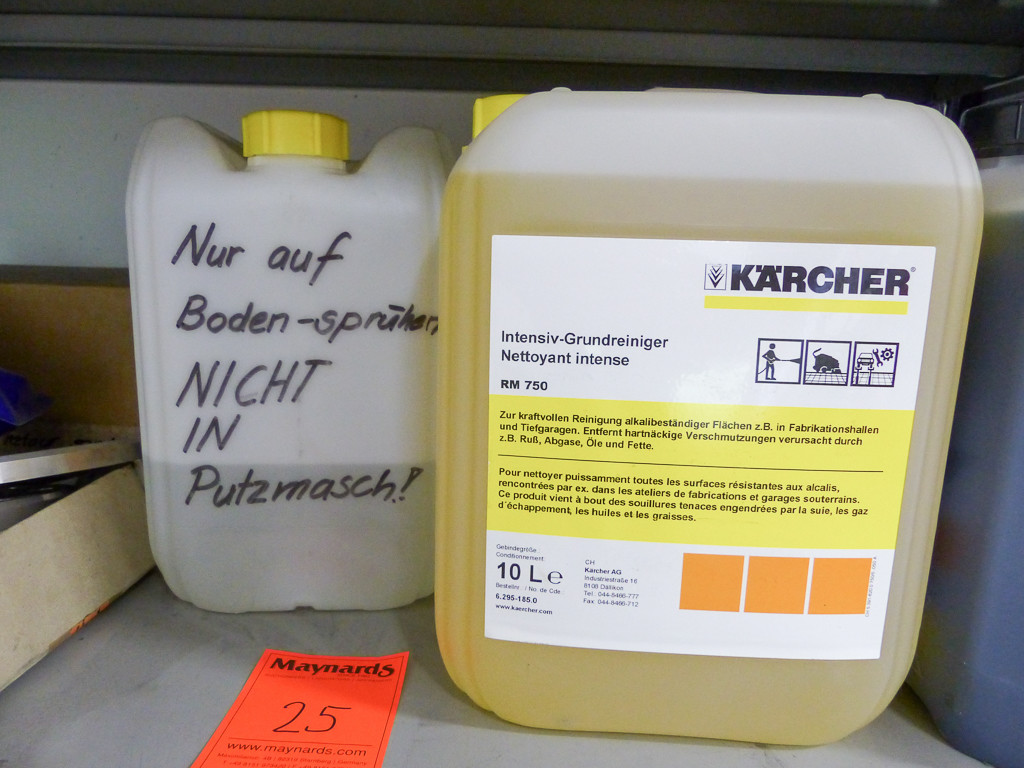 Nur auf
Boden-sprühen
NICHT
IN
Putzmasch.!
KÄRCHER®
Intensiv-Grundreiniger
Nettoyant intense
RM 750
Zur kraftvollen Reinigung alkalibeständiger Flächen z.B. in Fabrikationshallen
und Tiefgaragen. Entfernt hartnäckige Verschmutzungen verursacht durch
z.B. Ruß, Abgase, Öle und Fette.
Pour nettoyer puissamment toutes les surfaces résistantes aux alcalis,
rencontrées par ex. dans les ateliers de fabrications et garages souterrains.
Ce produit vient à bout des souillures tenaces engendrées par la suie, les gaz
d´échappement, les huiles et les graisses.
Gebindegröße:
Conditionnement
10 L ℮
Bestellnr. / No. de Cde.
6.295-185.0
www.kaercher.com
CH
Kärcher AG
Industriestraße 16
8108 Dällikon
Tel.: 044-8466-777
Fax: 044-8466-712
Maynards
25
www.maynards.com